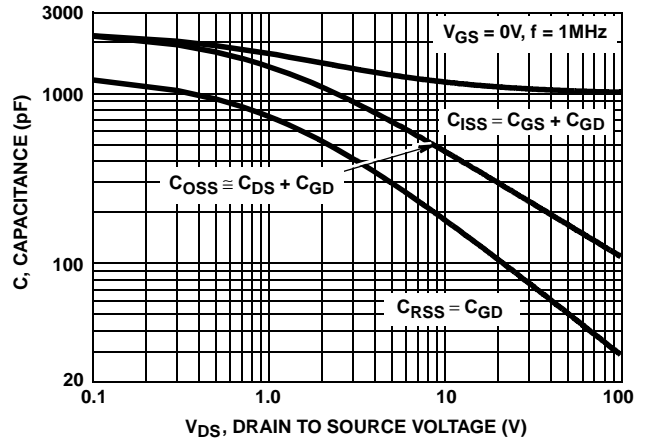 3000
V_GS = 0V, f = 1MHz
1000
C_ISS = C_GS + C_GD
C_OSS ≅ C_DS + C_GD
C, CAPACITANCE (pF)
100
C_RSS = C_GD
20
0.1 1.0 10 100
V_DS, DRAIN TO SOURCE VOLTAGE (V)